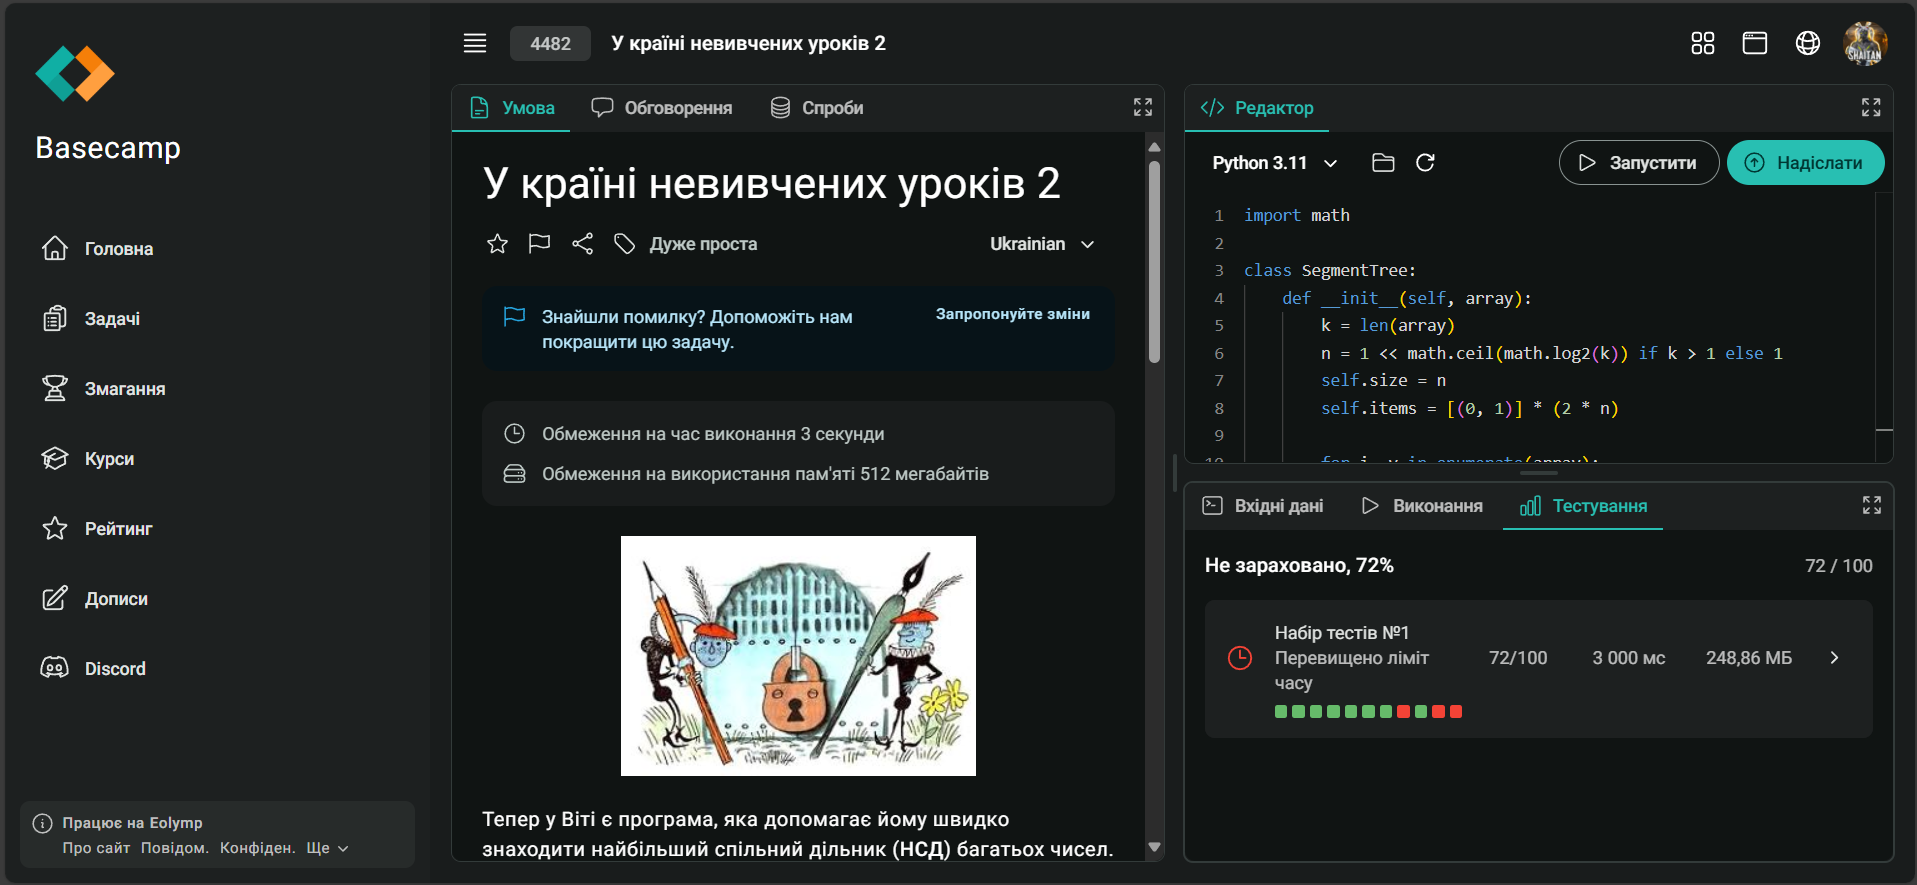 Basecamp
Головна
Задачі
Змагання
Курси
Рейтинг
Дописи
Discord
Працює на Eolymp
Про сайт Повідом. Конфіден. Ще
4482 У країні невивчених уроків 2
SHAITAN
Умова Обговорення Спроби
У країні невивчених уроків 2
Дуже проста Ukrainian
Знайшли помилку? Допоможіть нам
покращити цю задачу.
Запропонуйте зміни
Обмеження на час виконання 3 секунди
Обмеження на використання пам'яті 512 мегабайтів
Тепер у Віті є програма, яка допомагає йому швидко
знаходити найбільший спільний дільник (НСД) багатьох чисел.
Редактор
Python 3.11 Запустити Надіслати
1 import math
2
3 class SegmentTree:
4 def __init__(self, array):
5 k = len(array)
6 n = 1 << math.ceil(math.log2(k)) if k > 1 else 1
7 self.size = n
8 self.items = [(0, 1)] * (2 * n)
9
10 for i, v in enumerate(array):
Вхідні дані Виконання Тестування
Не зараховано, 72% 72 / 100
Набір тестів №1
Перевищено ліміт
часу
72/100 3 000 мс 248,86 МБ